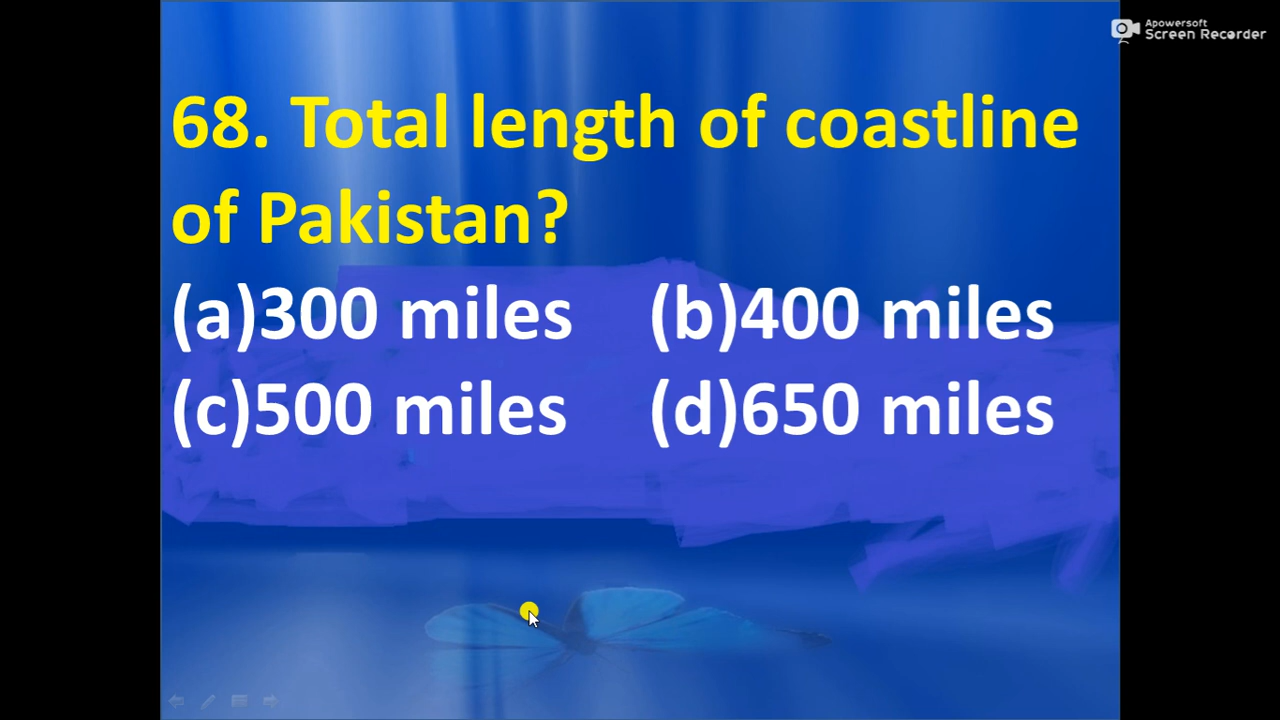 Apowersoft
Screen Recorder
68. Total length of coastline
of Pakistan?
(a)300 miles (b)400 miles
(c)500 miles (d)650 miles